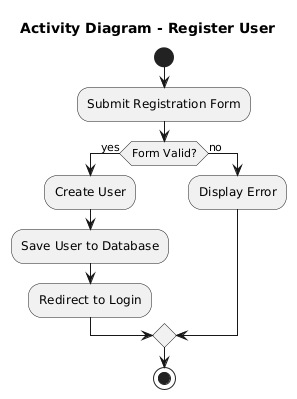 Activity Diagram - Register User
Submit Registration Form
Form Valid?
yes
no
Create User
Display Error
Save User to Database
Redirect to Login